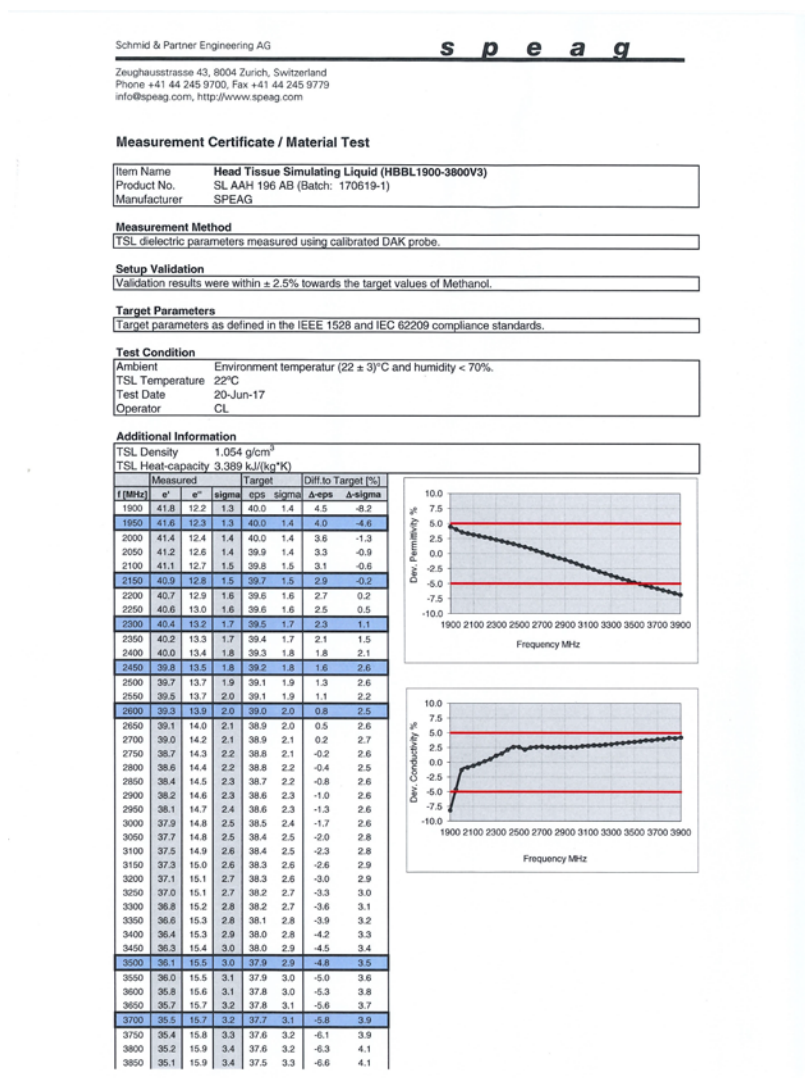 Schmid & Partner Engineering AG
s p e a g
Zeughausstrasse 43, 8004 Zurich, Switzerland
Phone +41 44 245 9700, Fax +41 44 245 9779
info@speag.com, http://www.speag.com
Measurement Certificate / Material Test
Item Name Head Tissue Simulating Liquid (HBBL1900-3800V3)
Product No. SL AAH 196 AB (Batch: 170619-1)
Manufacturer SPEAG
Measurement Method
TSL dielectric parameters measured using calibrated DAK probe.
Setup Validation
Validation results were within ± 2.5% towards the target values of Methanol.
Target Parameters
Target parameters as defined in the IEEE 1528 and IEC 62209 compliance standards.
Test Condition
Ambient Environment temperatur (22 ± 3)°C and humidity < 70%.
TSL Temperature 22°C
Test Date 20-Jun-17
Operator CL
Additional Information
TSL Density 1.054 g/cm³
TSL Heat-capacity 3.389 kJ/(kg*K)
Measured Target Diff.to Target [%]
f [MHz] e' e'' sigma eps sigma Δ-eps Δ-sigma
1900 41.8 12.2 1.3 40.0 1.4 4.5 -8.2
1950 41.6 12.3 1.3 40.0 1.4 4.0 -4.6
2000 41.4 12.4 1.4 40.0 1.4 3.6 -1.3
2050 41.2 12.6 1.4 39.9 1.4 3.3 -0.9
2100 41.1 12.7 1.5 39.8 1.5 3.1 -0.6
2150 40.9 12.8 1.5 39.7 1.5 2.9 -0.2
2200 40.7 12.9 1.6 39.6 1.6 2.7 0.2
2250 40.6 13.0 1.6 39.6 1.6 2.5 0.5
2300 40.4 13.2 1.7 39.5 1.7 2.3 1.1
2350 40.2 13.3 1.7 39.4 1.7 2.1 1.5
2400 40.0 13.4 1.8 39.3 1.8 1.8 2.1
2450 39.8 13.5 1.8 39.2 1.8 1.6 2.6
2500 39.7 13.7 1.9 39.1 1.9 1.3 2.6
2550 39.5 13.7 2.0 39.1 1.9 1.1 2.2
2600 39.3 13.9 2.0 39.0 2.0 0.8 2.5
2650 39.1 14.0 2.1 38.9 2.0 0.5 2.6
2700 39.0 14.2 2.1 38.9 2.1 0.2 2.7
2750 38.7 14.3 2.2 38.8 2.1 -0.2 2.6
2800 38.6 14.4 2.2 38.8 2.2 -0.4 2.5
2850 38.4 14.5 2.3 38.7 2.2 -0.8 2.6
2900 38.2 14.6 2.3 38.6 2.3 -1.0 2.6
2950 38.1 14.7 2.4 38.6 2.3 -1.3 2.6
3000 37.9 14.8 2.5 38.5 2.4 -1.7 2.6
3050 37.7 14.8 2.5 38.4 2.5 -2.0 2.8
3100 37.5 14.9 2.6 38.4 2.5 -2.3 2.8
3150 37.3 15.0 2.6 38.3 2.6 -2.6 2.9
3200 37.1 15.1 2.7 38.3 2.6 -3.0 2.9
3250 37.0 15.1 2.7 38.2 2.7 -3.3 3.0
3300 36.8 15.2 2.8 38.2 2.7 -3.6 3.1
3350 36.6 15.3 2.8 38.1 2.8 -3.9 3.2
3400 36.4 15.3 2.9 38.0 2.8 -4.2 3.3
3450 36.3 15.4 3.0 38.0 2.9 -4.5 3.4
3500 36.1 15.5 3.0 37.9 2.9 -4.8 3.5
3550 36.0 15.5 3.1 37.9 3.0 -5.0 3.6
3600 35.8 15.6 3.1 37.8 3.0 -5.3 3.8
3650 35.7 15.7 3.2 37.8 3.1 -5.6 3.7
3700 35.5 15.7 3.2 37.7 3.1 -5.8 3.9
3750 35.4 15.8 3.3 37.6 3.2 -6.1 3.9
3800 35.2 15.9 3.4 37.6 3.2 -6.3 4.1
3850 35.1 15.9 3.4 37.5 3.3 -6.6 4.1
Dev. Permittivity %
10.0
7.5
5.0
2.5
0.0
-2.5
-5.0
-7.5
-10.0
1900 2100 2300 2500 2700 2900 3100 3300 3500 3700 3900
Frequency MHz
Dev. Conductivity %
10.0
7.5
5.0
2.5
0.0
-2.5
-5.0
-7.5
-10.0
1900 2100 2300 2500 2700 2900 3100 3300 3500 3700 3900
Frequency MHz